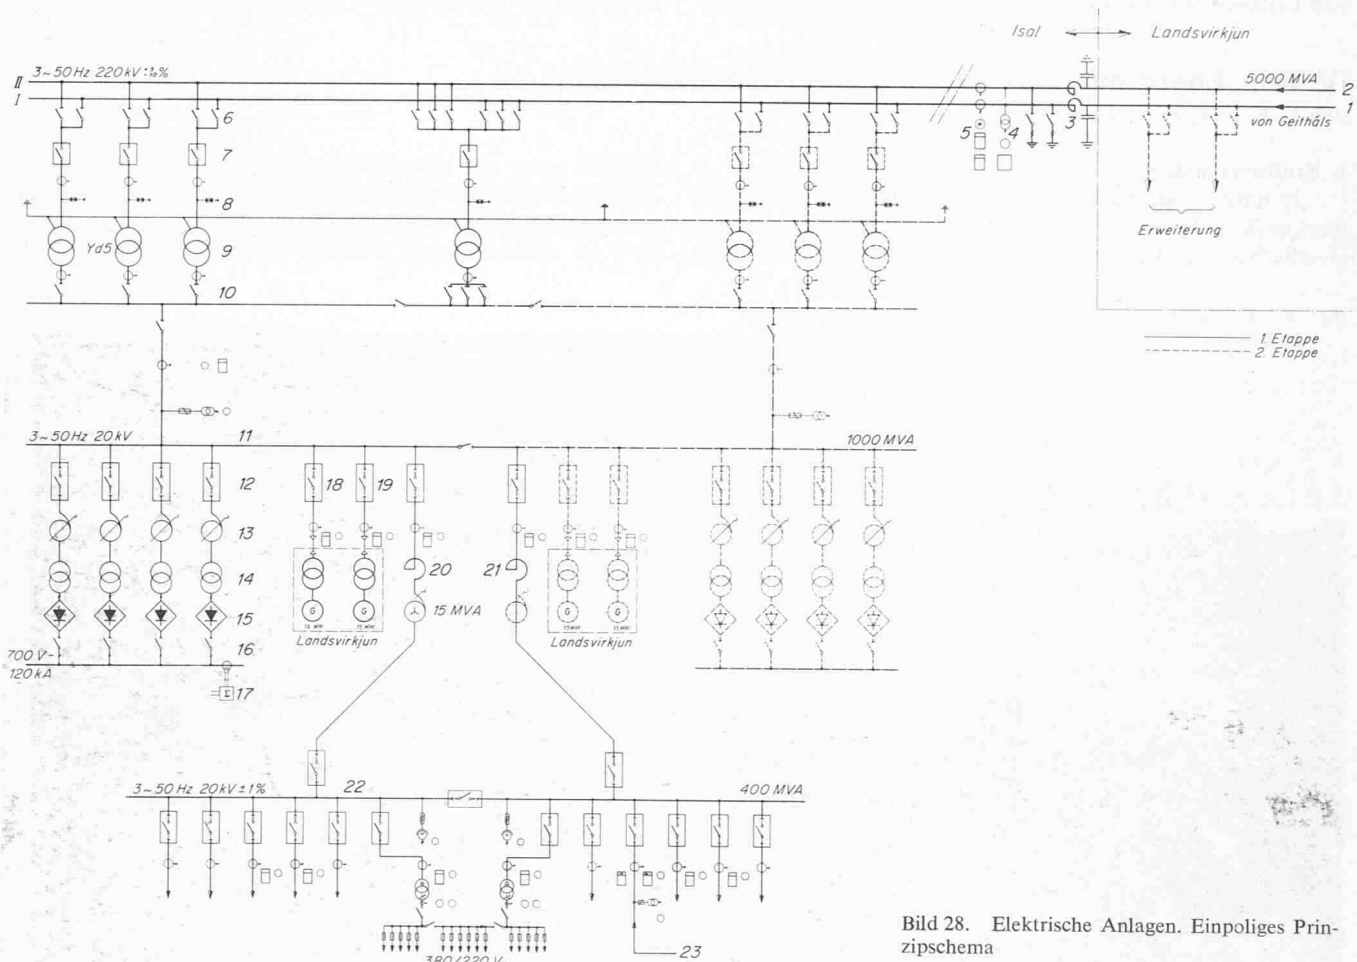 Isal
Landsvirkjun
3~50 Hz 220 kV
II
I
5000 MVA
2
1
von Geitháls
6
5
4
3
7
8
Erweiterung
Yd5
9
10
1. Etappe
2. Etappe
3~50 Hz 20 kV
11
1000 MVA
12
18
19
13
14
20
21
15
G
G
15 MVA
G
G
Landsvirkjun
Landsvirkjun
16
700 V-
120 kA
Σ
17
3~50 Hz 20 kV ± 1%
22
400 MVA
23
380/220 V
Bild 28. Elektrische Anlagen. Einpoliges Prin-
zipschema